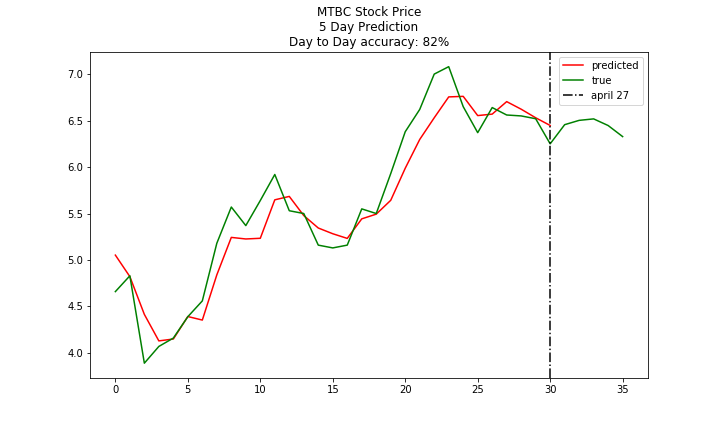 MTBC Stock Price
5 Day Prediction
Day to Day accuracy: 82%
predicted
true
april 27
7.0
6.5
6.0
5.5
5.0
4.5
4.0
0 5 10 15 20 25 30 35